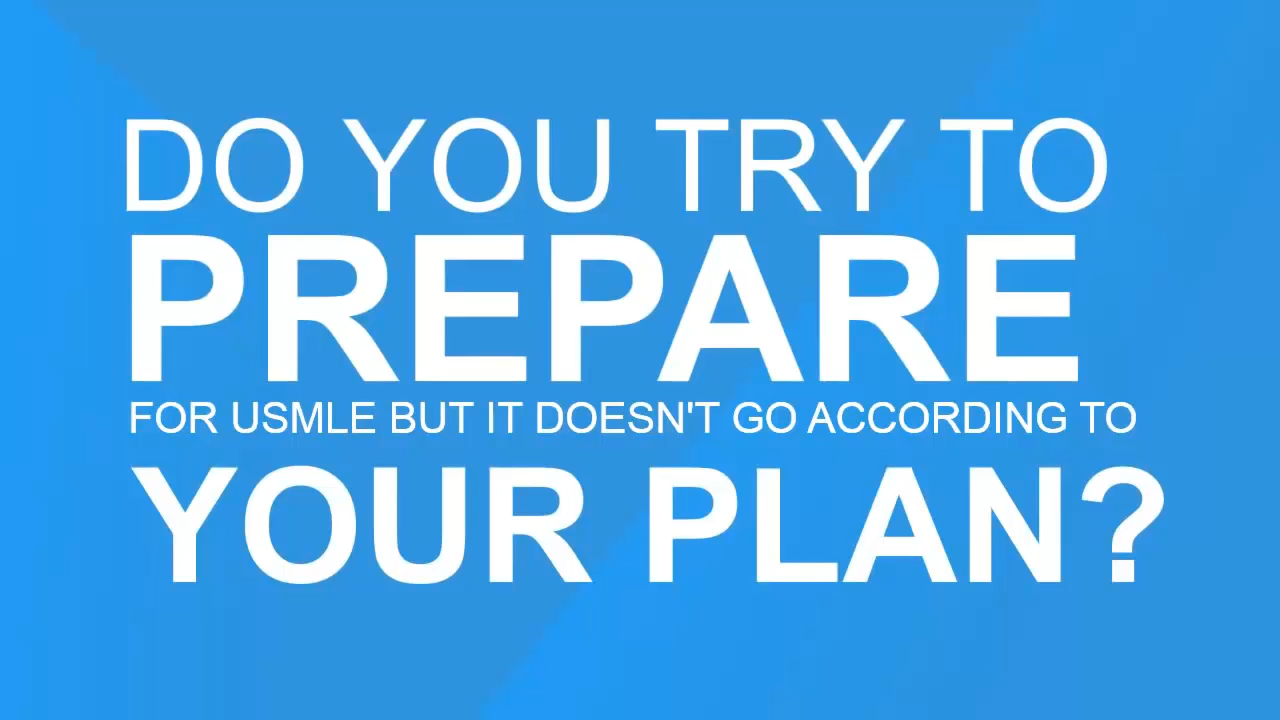 DO YOU TRY TO
PREPARE
FOR USMLE BUT IT DOESN'T GO ACCORDING TO
YOUR PLAN?